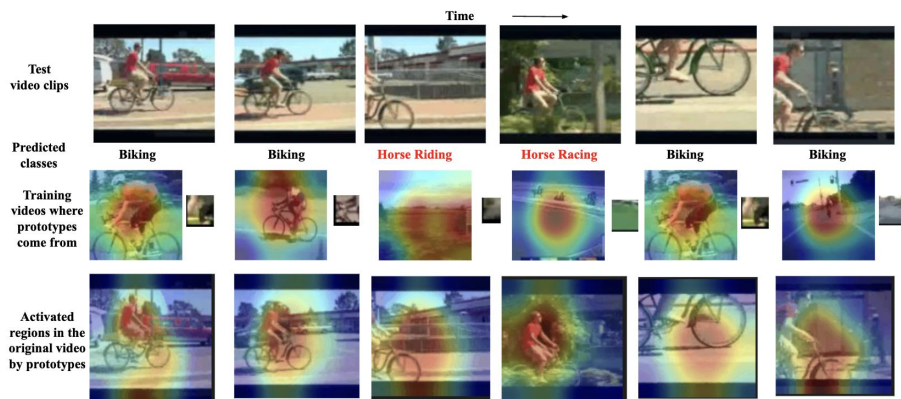 Time
Test
video clips
Predicted
classes
Biking
Biking
Horse Riding
Horse Racing
Biking
Biking
Training
videos where
prototypes
come from
Activated
regions in the
original video
by prototypes